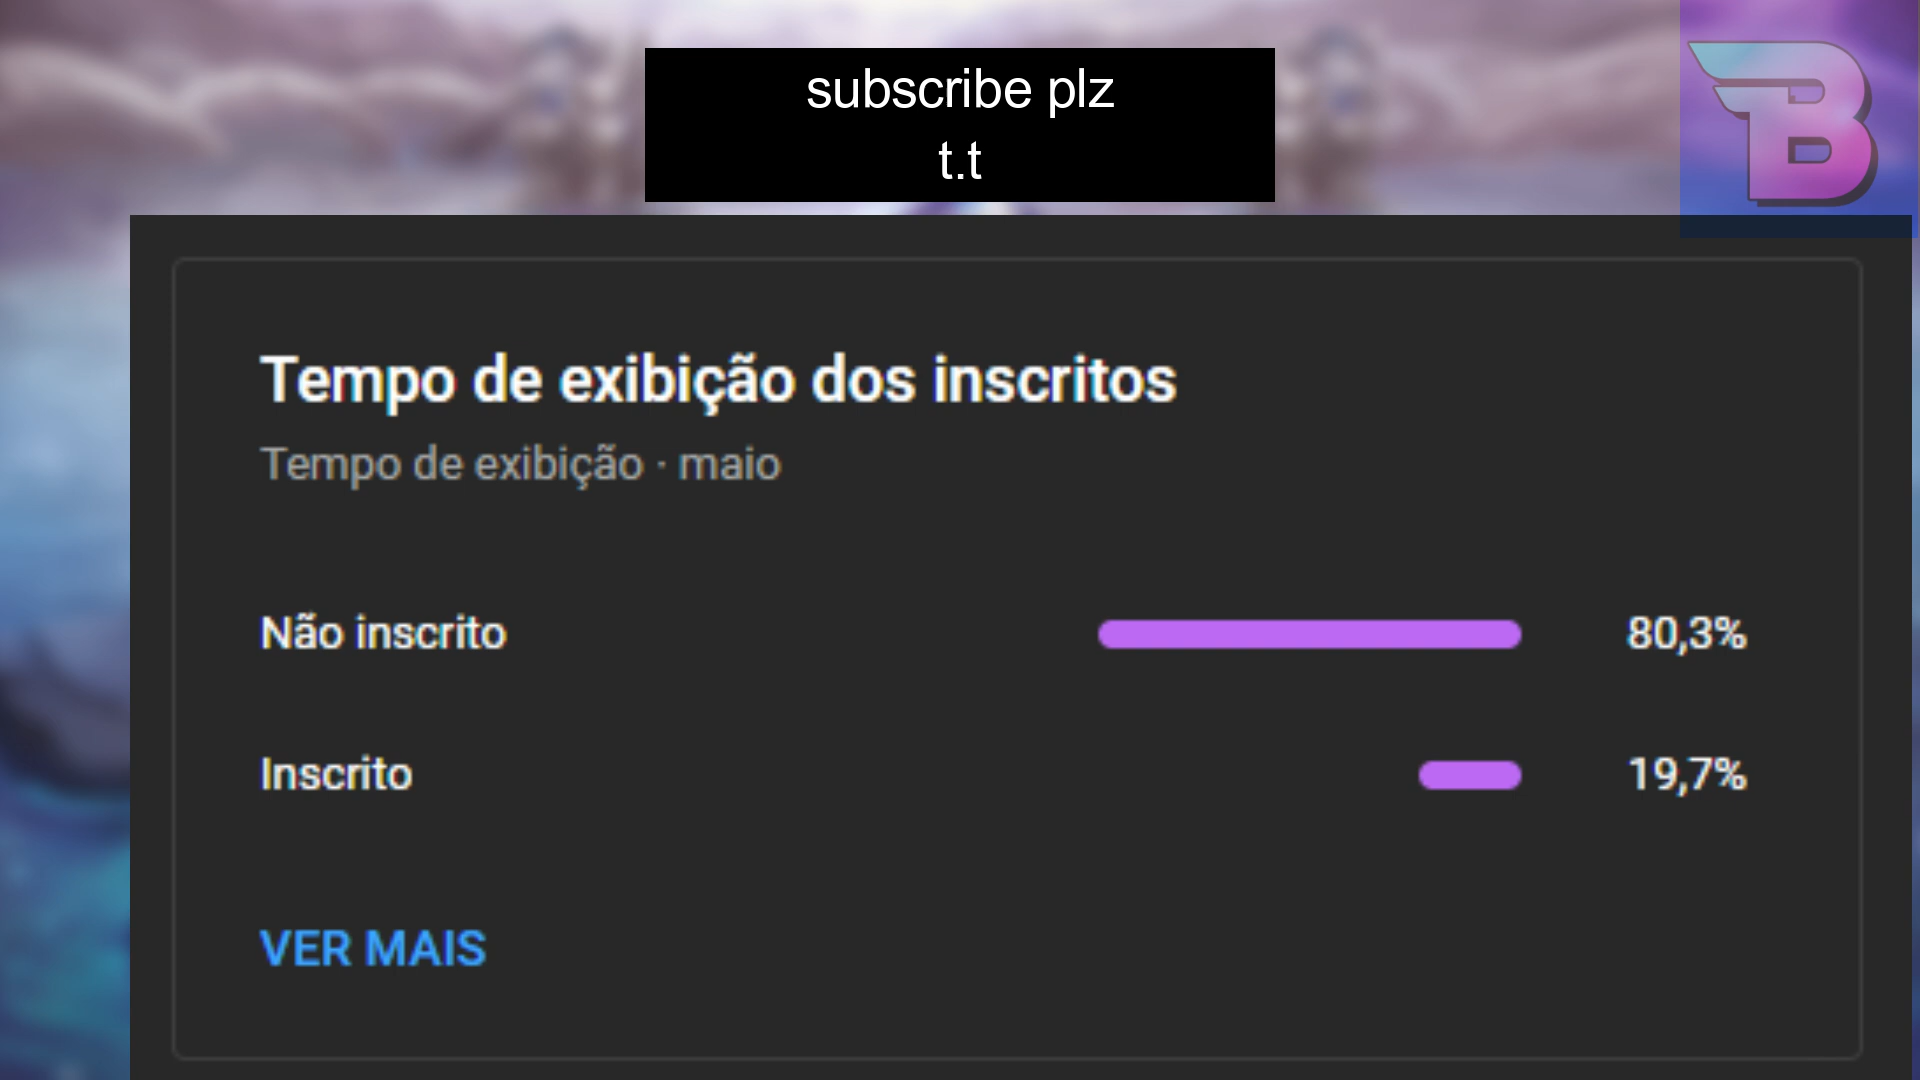 subscribe plz
t.t
B
Tempo de exibição dos inscritos
Tempo de exibição · maio
Não inscrito 80,3%
Inscrito 19,7%
VER MAIS